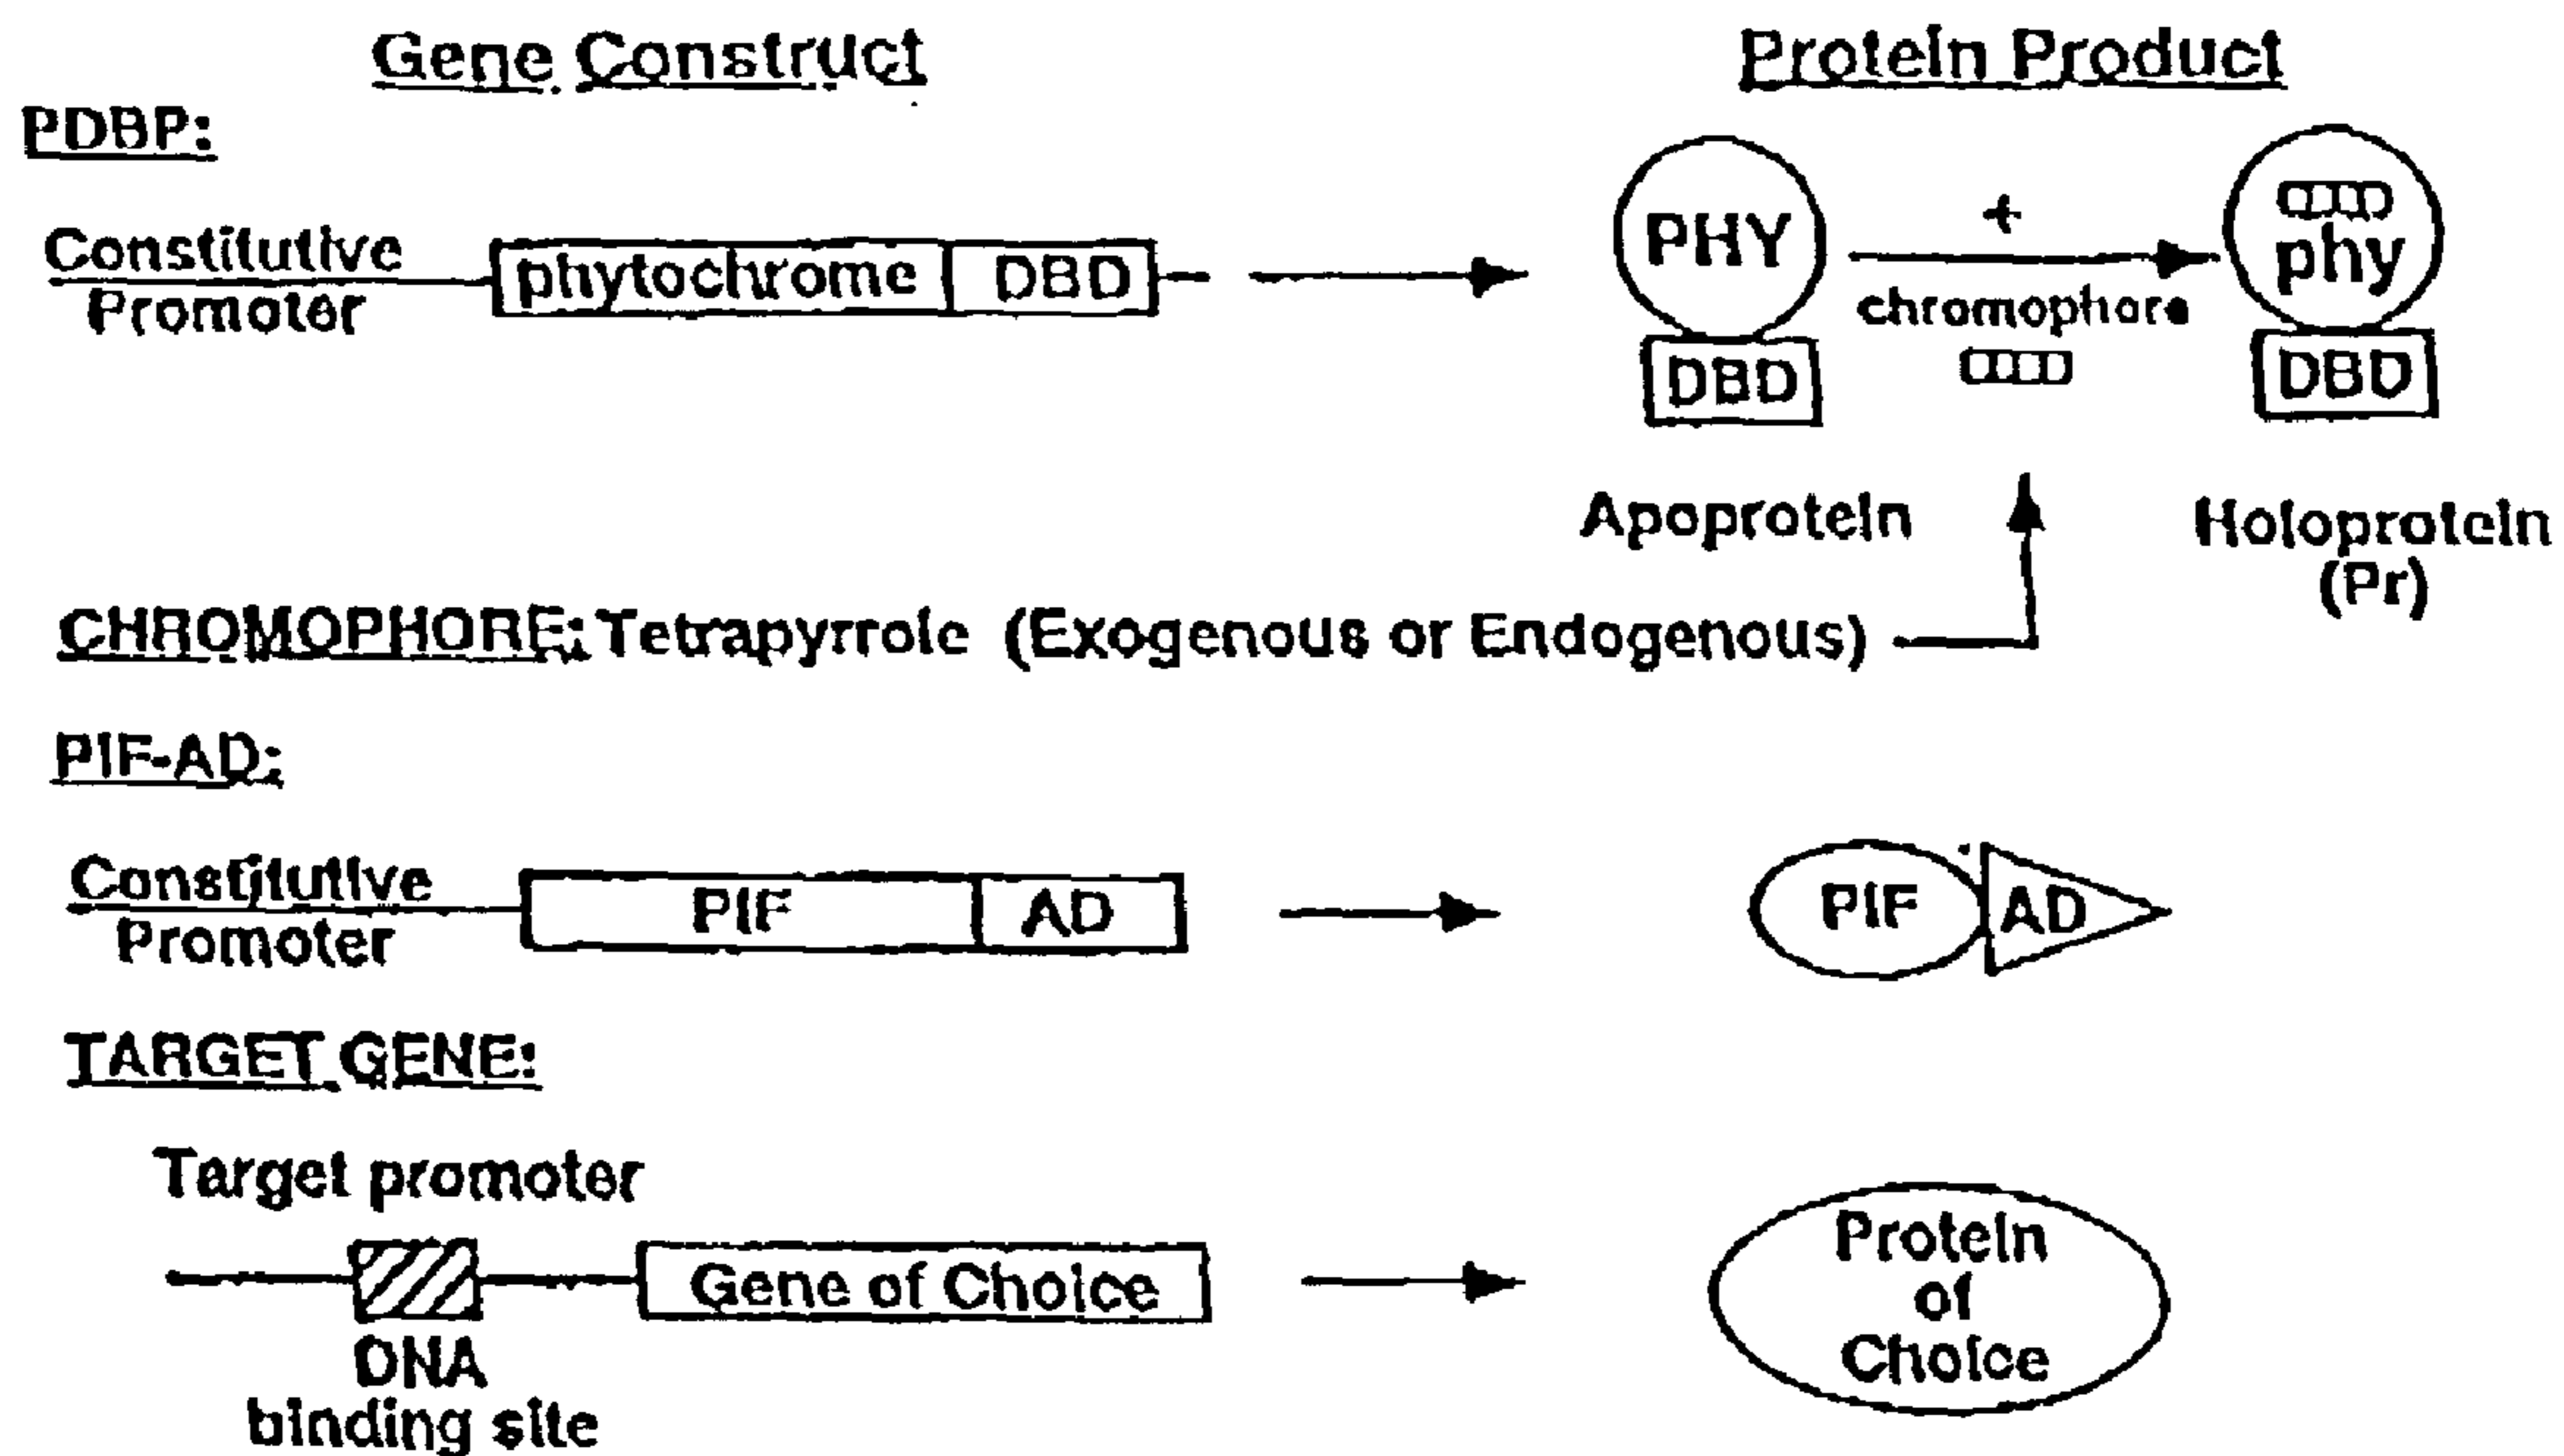 Gene Construct
Protein Product
PDBP:
Constitutive
Promoter
phytochrome DBD
PHY
DBD
+
chromophore
phy
DBD
Apoprotein
Holoprotein
(Pr)
CHROMOPHORE: Tetrapyrrole (Exogenous or Endogenous)
PIF-AD:
Constitutive
Promoter
PIF AD
PIF AD
TARGET GENE:
Target promoter
Gene of Choice
DNA
binding site
Protein
of
Choice